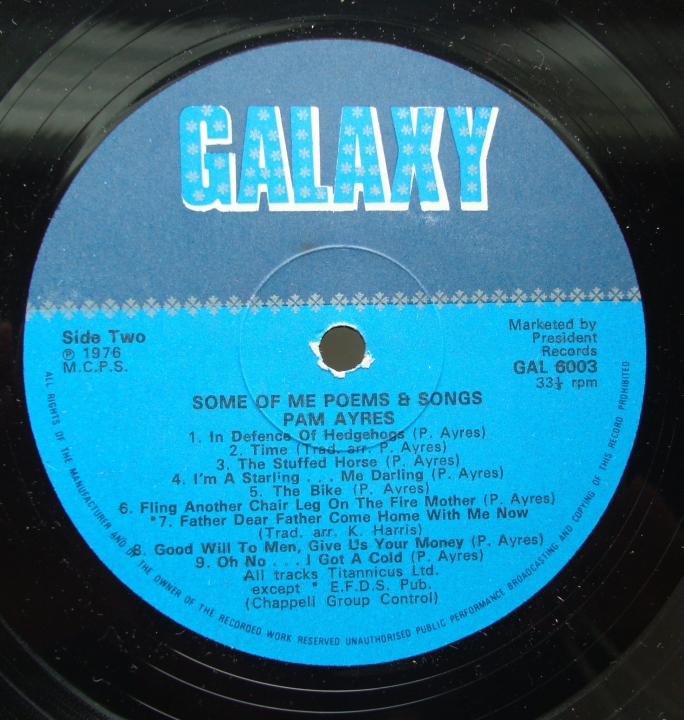 GALAXY
Side Two
℗ 1976
M.C.P.S.
Marketed by
President
Records
GAL 6003
33⅓ rpm
SOME OF ME POEMS & SONGS
PAM AYRES
1. In Defence Of Hedgehogs (P. Ayres)
2. Time (Trad. arr. P. Ayres)
3. The Stuffed Horse (P. Ayres)
4. I'm A Starling . . . Me Darling (P. Ayres)
5. The Bike (P. Ayres)
6. Fling Another Chair Leg On The Fire Mother (P. Ayres)
*7. Father Dear Father Come Home With Me Now
(Trad. arr. K. Harris)
8. Good Will To Men, Give Us Your Money (P. Ayres)
9. Oh No . . . I Got A Cold (P. Ayres)
All tracks Titannicus Ltd.
except * E.F.D.S. Pub.
(Chappell Group Control)
ALL RIGHTS OF THE MANUFACTURER AND OF THE OWNER OF THE RECORDED WORK RESERVED UNAUTHORISED PUBLIC PERFORMANCE BROADCASTING AND COPYING OF THIS RECORD PROHIBITED